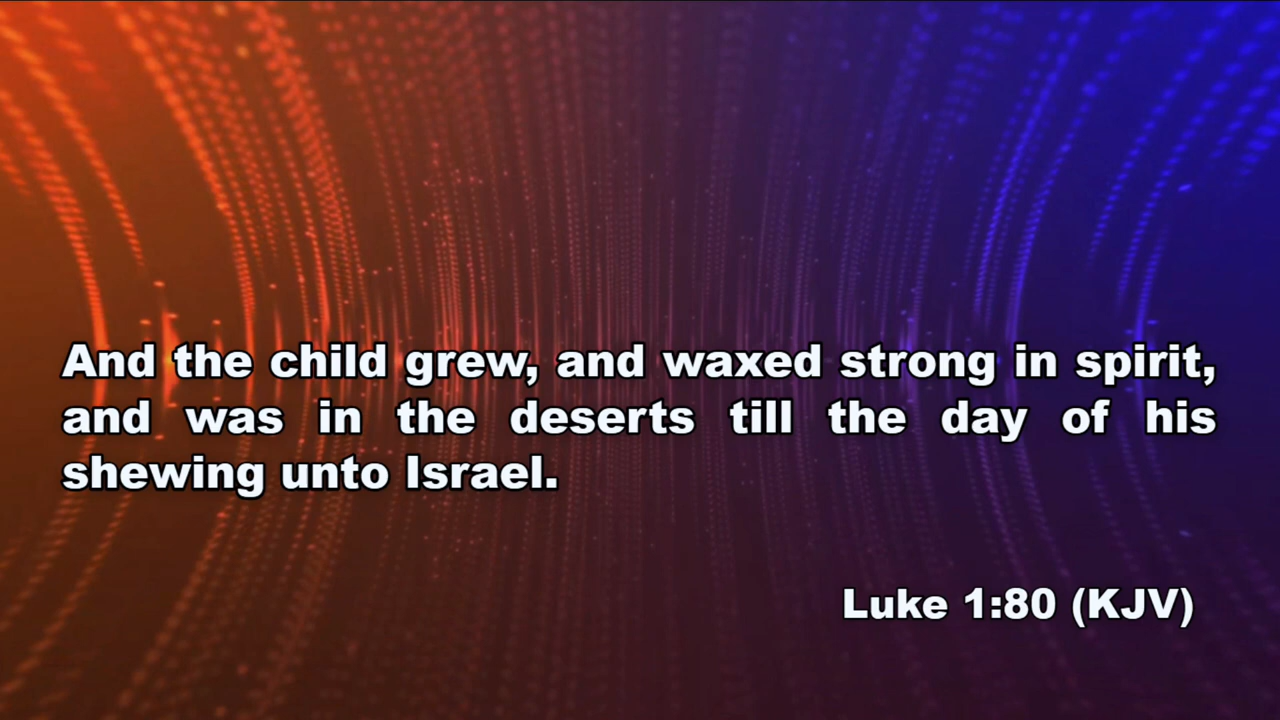 And the child grew, and waxed strong in spirit,
and was in the deserts till the day of his
shewing unto Israel.
Luke 1:80 (KJV)